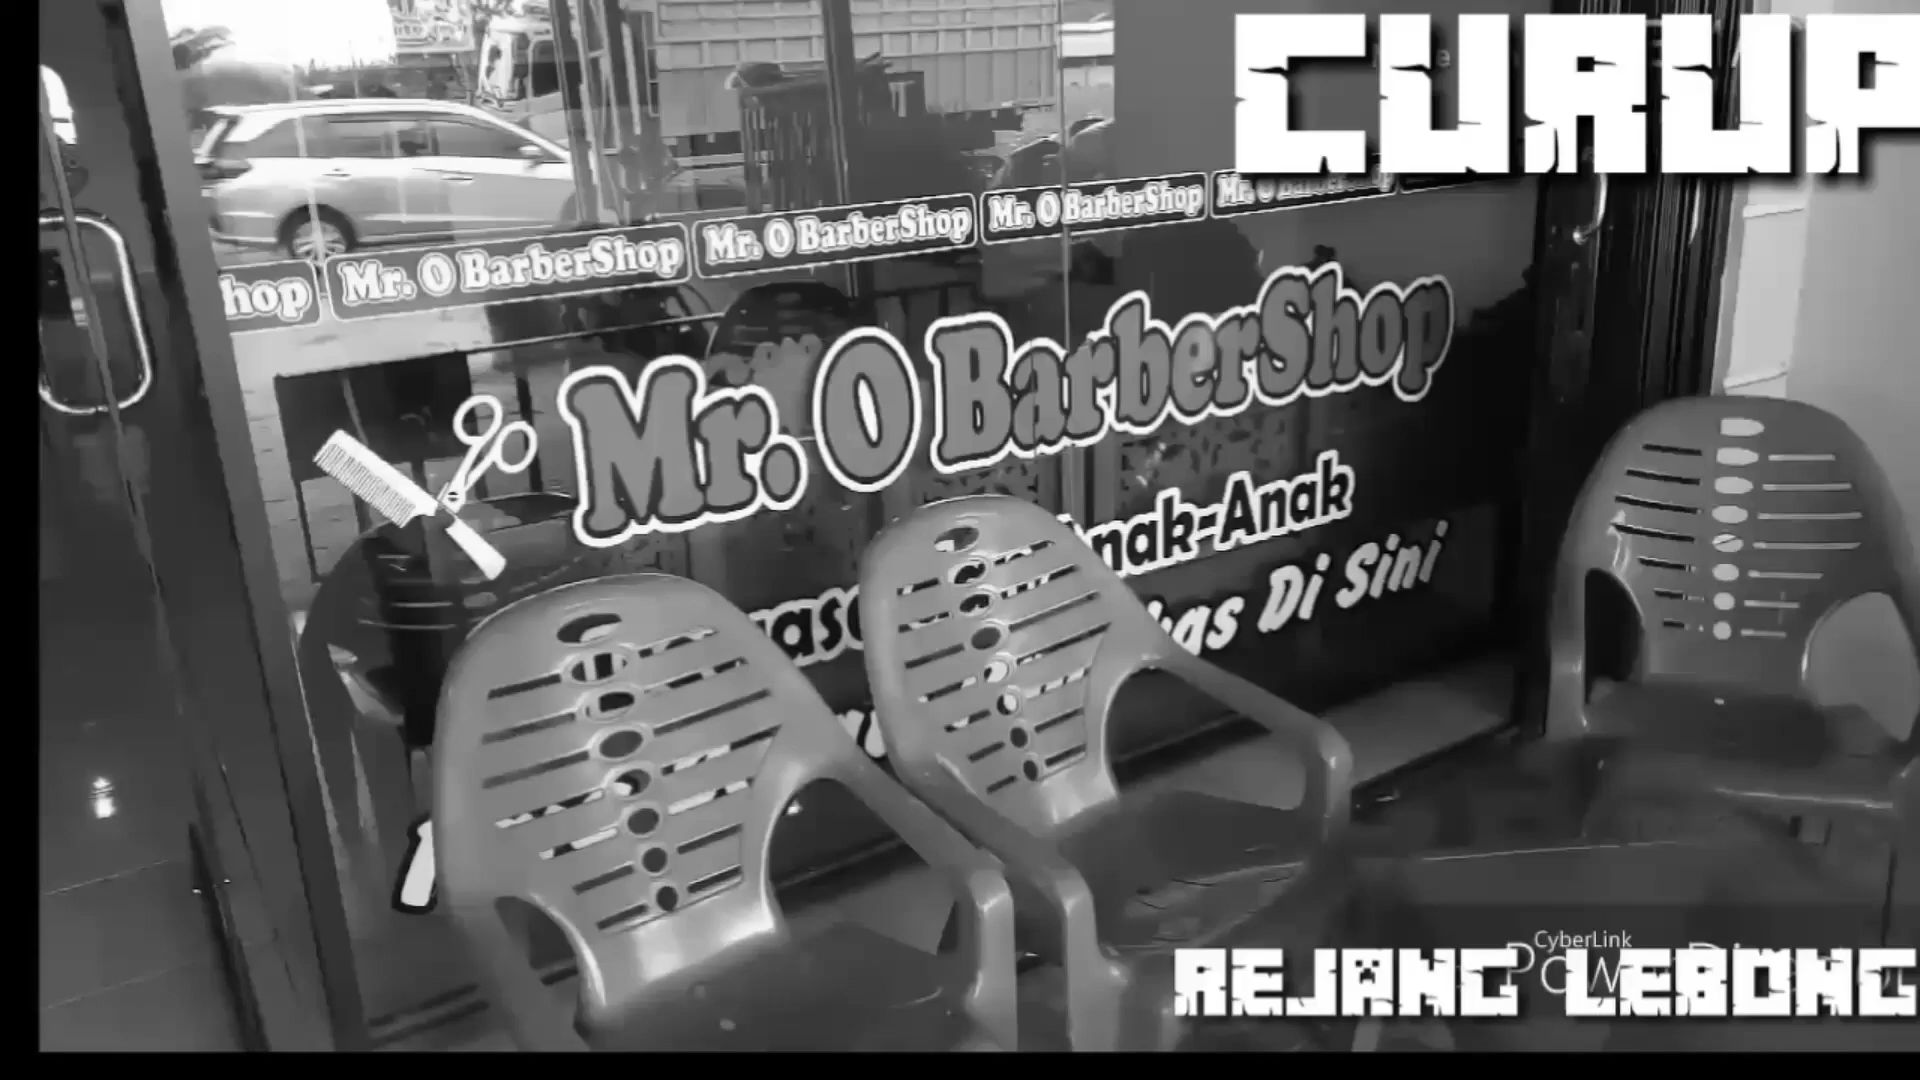 CURUP
hop Mr. O BarberShop Mr. O BarberShop Mr. O BarberShop Mr. O BarberShop
Mr. O BarberShop
Anak-Anak
Di Sini
CyberLink
REJANG LEBONG